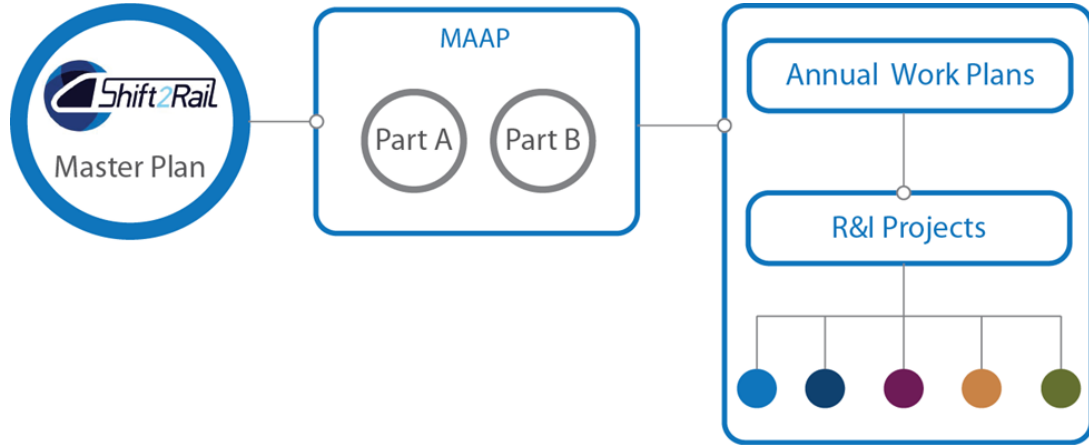 Shift2Rail
Master Plan
MAAP
Part A
Part B
Annual Work Plans
R&I Projects